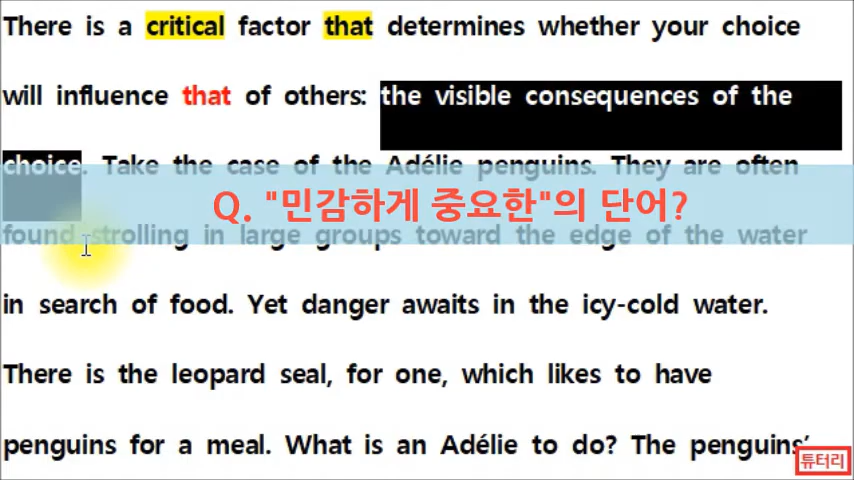 There is a critical factor that determines whether your choice
will influence that of others: the visible consequences of the
choice. Take the case of the Adélie penguins. They are often
Q. "민감하게 중요한"의 단어?
found strolling in large groups toward the edge of the water
in search of food. Yet danger awaits in the icy-cold water.
There is the leopard seal, for one, which likes to have
penguins for a meal. What is an Adélie to do? The penguins’
튜터리